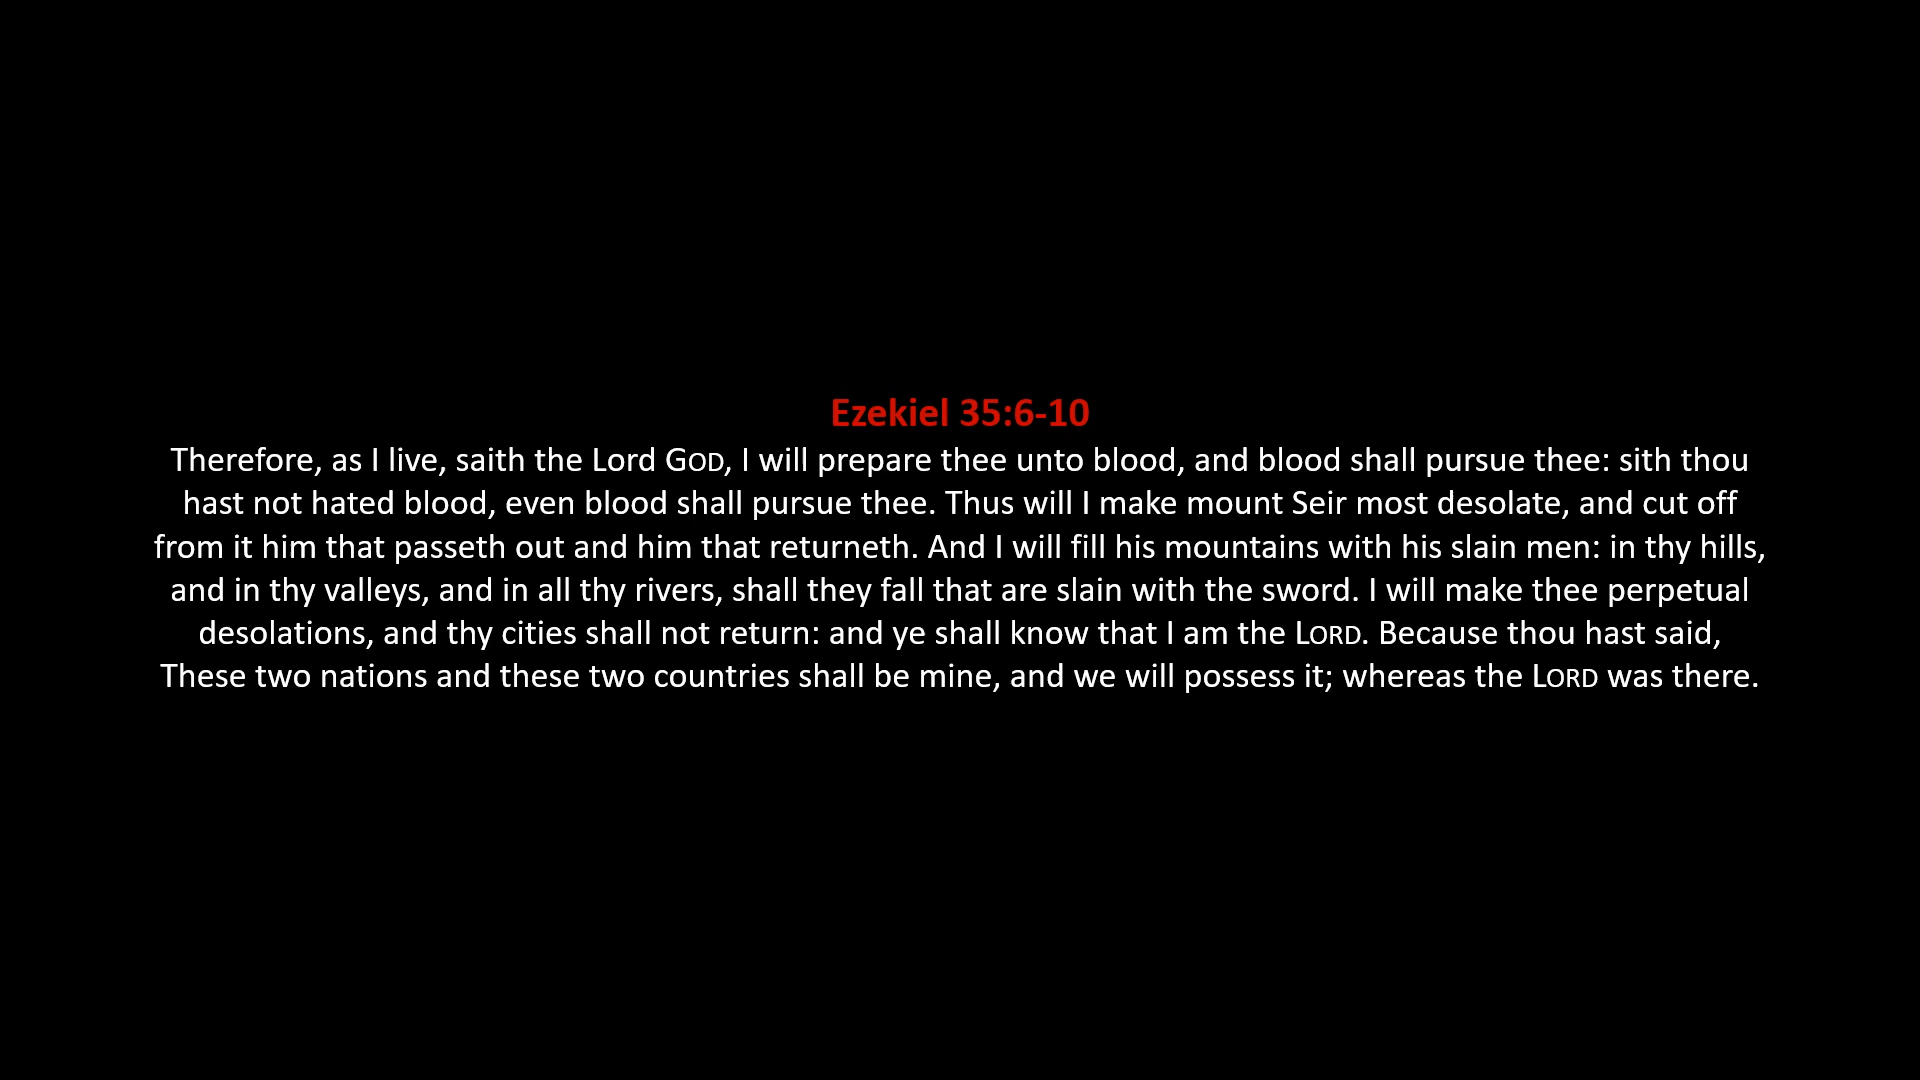 Ezekiel 35:6-10
Therefore, as I live, saith the Lord GOD, I will prepare thee unto blood, and blood shall pursue thee: sith thou
hast not hated blood, even blood shall pursue thee. Thus will I make mount Seir most desolate, and cut off
from it him that passeth out and him that returneth. And I will fill his mountains with his slain men: in thy hills,
and in thy valleys, and in all thy rivers, shall they fall that are slain with the sword. I will make thee perpetual
desolations, and thy cities shall not return: and ye shall know that I am the LORD. Because thou hast said,
These two nations and these two countries shall be mine, and we will possess it; whereas the LORD was there.